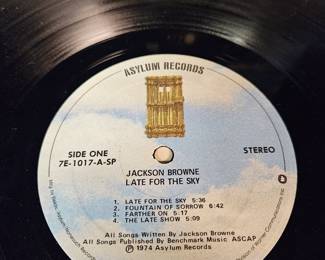 ASYLUM RECORDS
SIDE ONE
7E-1017-A-SP
STEREO
JACKSON BROWNE
LATE FOR THE SKY
1. LATE FOR THE SKY 5:36
2. FOUNTAIN OF SORROW 6:42
3. FARTHER ON 5:17
4. THE LATE SHOW 5:09
All Songs Written By Jackson Browne
All Songs Published By Benchmark Music ASCAP
℗ 1974 Asylum Records